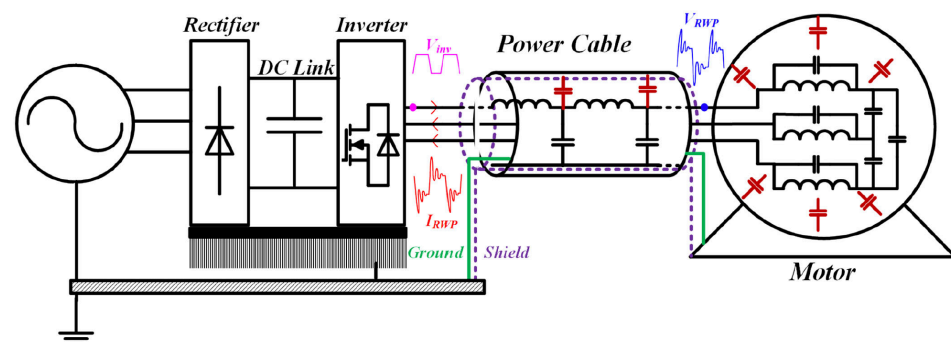 Rectifier
Inverter
DC Link
V_inv
Power Cable
V_RWP
I_RWP
Ground
Shield
Motor